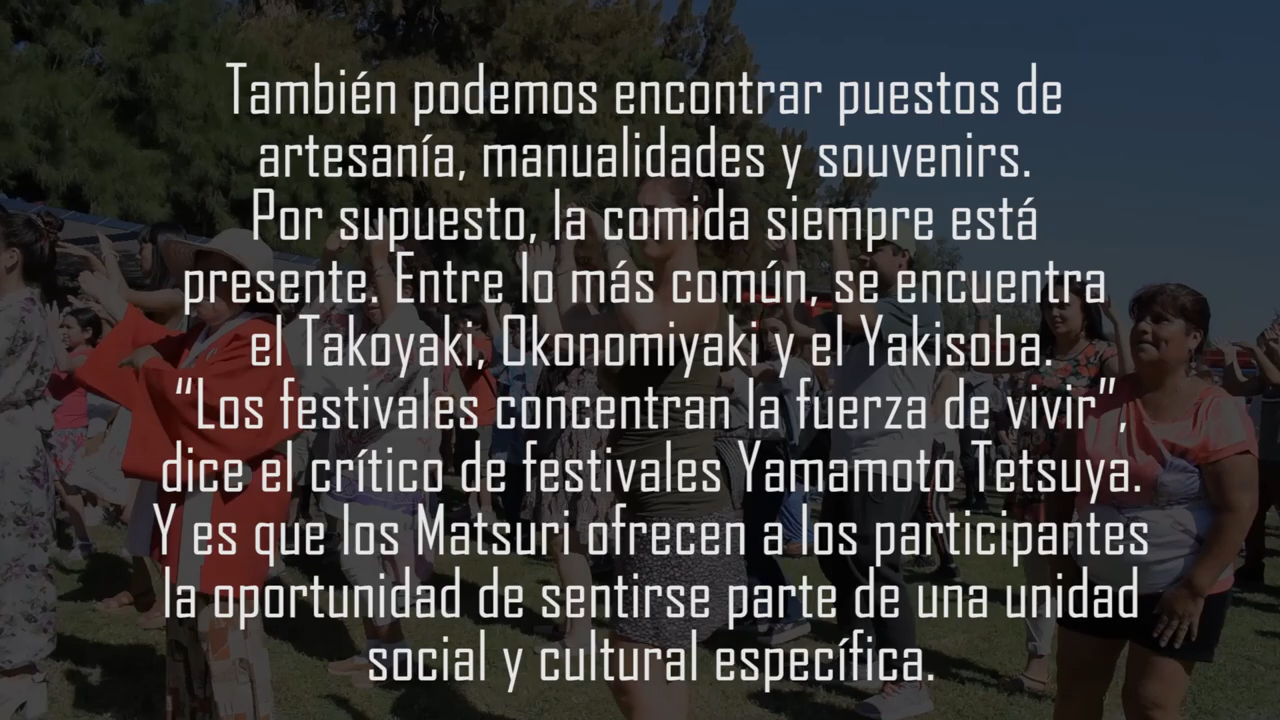 También podemos encontrar puestos de
artesanía, manualidades y souvenirs.
Por supuesto, la comida siempre está
presente. Entre lo más común, se encuentra
el Takoyaki, Okonomiyaki y el Yakisoba.
“Los festivales concentran la fuerza de vivir”,
dice el crítico de festivales Yamamoto Tetsuya.
Y es que los Matsuri ofrecen a los participantes
la oportunidad de sentirse parte de una unidad
social y cultural específica.